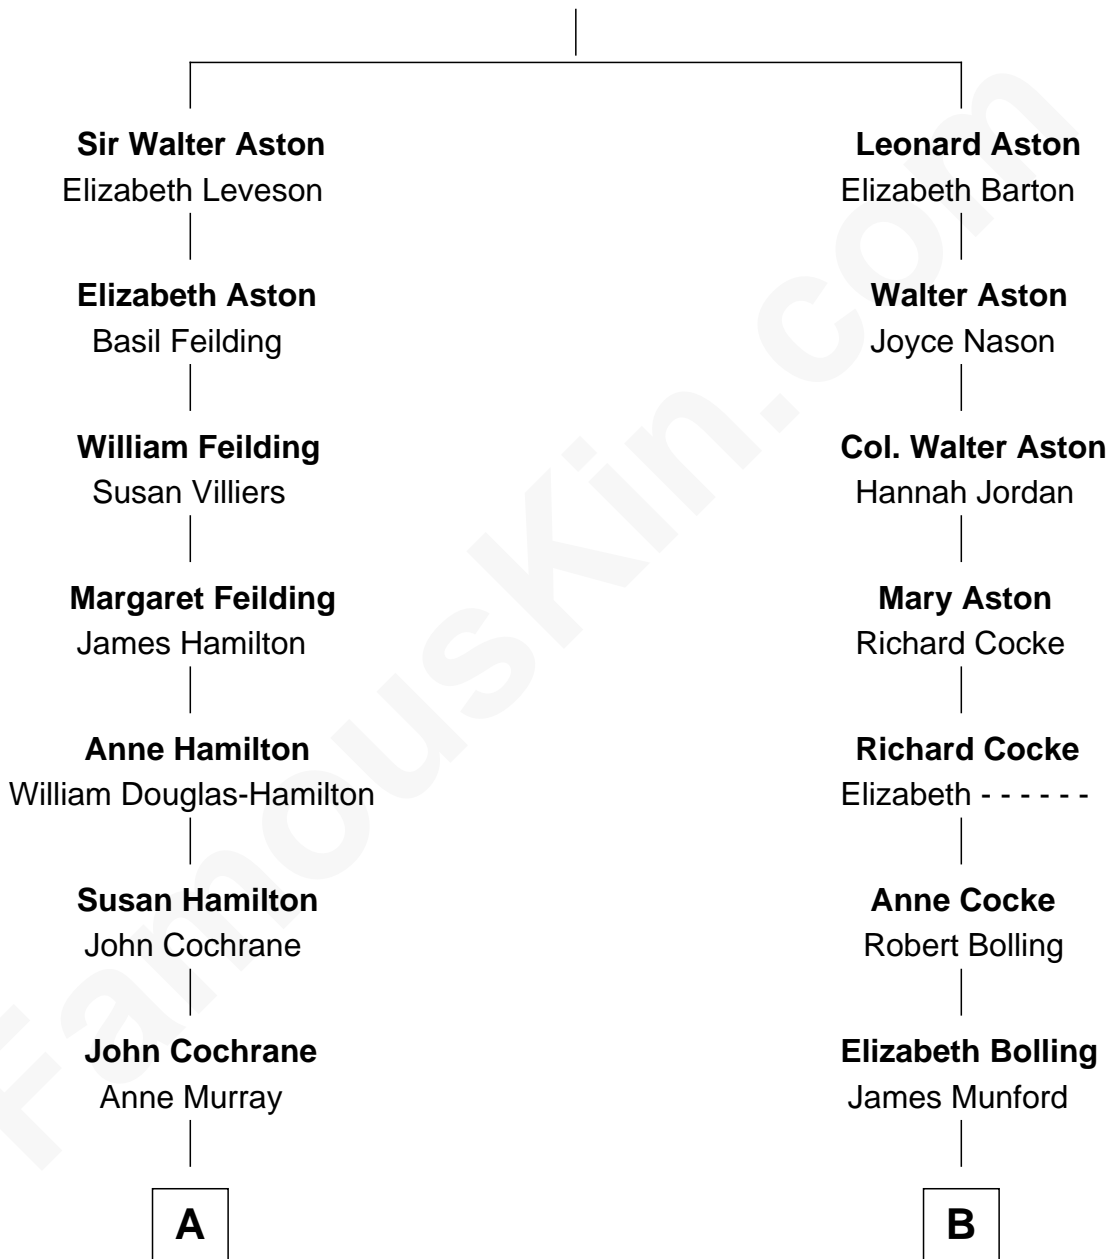 Sir Walter Aston
Elizabeth Leveson
Elizabeth Aston
Basil Feilding
William Feilding
Susan Villiers
Margaret Feilding
James Hamilton
Anne Hamilton
William Douglas-Hamilton
Susan Hamilton
John Cochrane
John Cochrane
Anne Murray
A
Leonard Aston
Elizabeth Barton
Walter Aston
Joyce Nason
Col. Walter Aston
Hannah Jordan
Mary Aston
Richard Cocke
Richard Cocke
Elizabeth - - - - - -
Anne Cocke
Robert Bolling
Elizabeth Bolling
James Munford
B
FamousKin.com